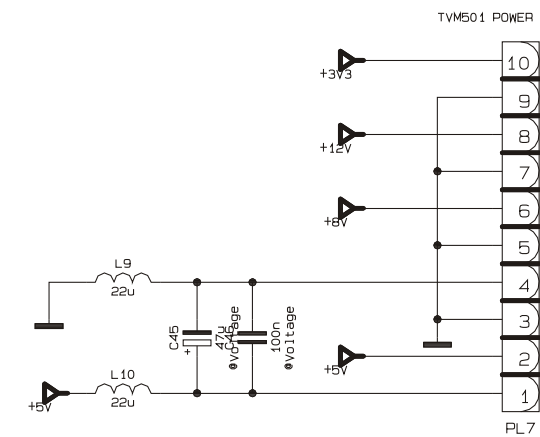 TVM501 POWER
10
+3V3
9
8
+12V
7
6
+8V
5
L9
4
22u
C45
47u
C46
@Voltage
100n
@Voltage
3
+
2
+5V
L10
1
+5V
22u
PL7